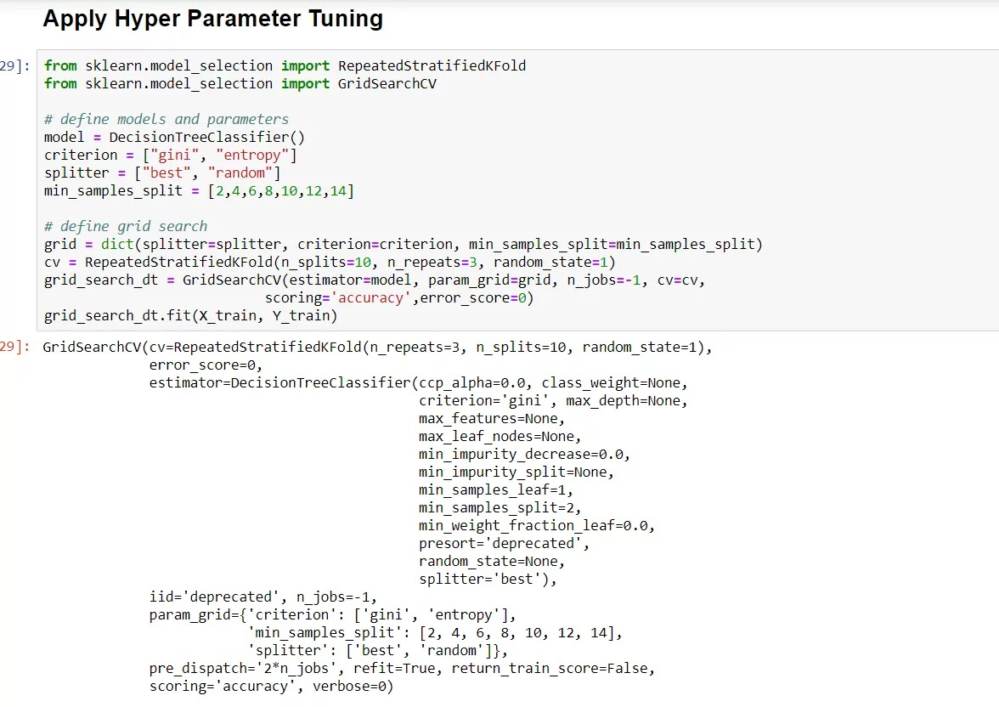 Apply Hyper Parameter Tuning
29]:
from sklearn.model_selection import RepeatedStratifiedKFold
from sklearn.model_selection import GridSearchCV
# define models and parameters
model = DecisionTreeClassifier()
criterion = ["gini", "entropy"]
splitter = ["best", "random"]
min_samples_split = [2,4,6,8,10,12,14]
# define grid search
grid = dict(splitter=splitter, criterion=criterion, min_samples_split=min_samples_split)
cv = RepeatedStratifiedKFold(n_splits=10, n_repeats=3, random_state=1)
grid_search_dt = GridSearchCV(estimator=model, param_grid=grid, n_jobs=-1, cv=cv,
scoring='accuracy',error_score=0)
grid_search_dt.fit(X_train, Y_train)
29]:
GridSearchCV(cv=RepeatedStratifiedKFold(n_repeats=3, n_splits=10, random_state=1),
error_score=0,
estimator=DecisionTreeClassifier(ccp_alpha=0.0, class_weight=None,
criterion='gini', max_depth=None,
max_features=None,
max_leaf_nodes=None,
min_impurity_decrease=0.0,
min_impurity_split=None,
min_samples_leaf=1,
min_samples_split=2,
min_weight_fraction_leaf=0.0,
presort='deprecated',
random_state=None,
splitter='best'),
iid='deprecated', n_jobs=-1,
param_grid={'criterion': ['gini', 'entropy'],
'min_samples_split': [2, 4, 6, 8, 10, 12, 14],
'splitter': ['best', 'random']},
pre_dispatch='2*n_jobs', refit=True, return_train_score=False,
scoring='accuracy', verbose=0)